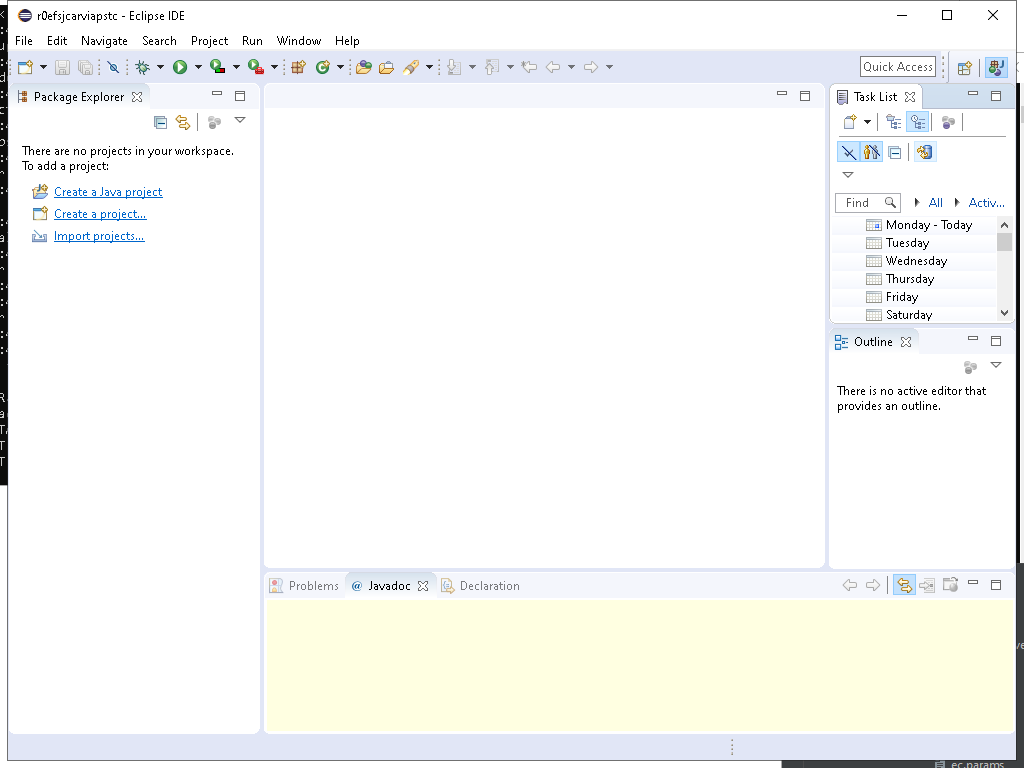 r0efsjcarviapstc - Eclipse IDE
File Edit Navigate Search Project Run Window Help
Quick Access
Package Explorer
There are no projects in your workspace.
To add a project:
Create a Java project
Create a project...
Import projects...
Task List
Find All Activ...
Monday - Today
Tuesday
Wednesday
Thursday
Friday
Saturday
Outline
There is no active editor that
provides an outline.
Problems @ Javadoc Declaration
ec.params